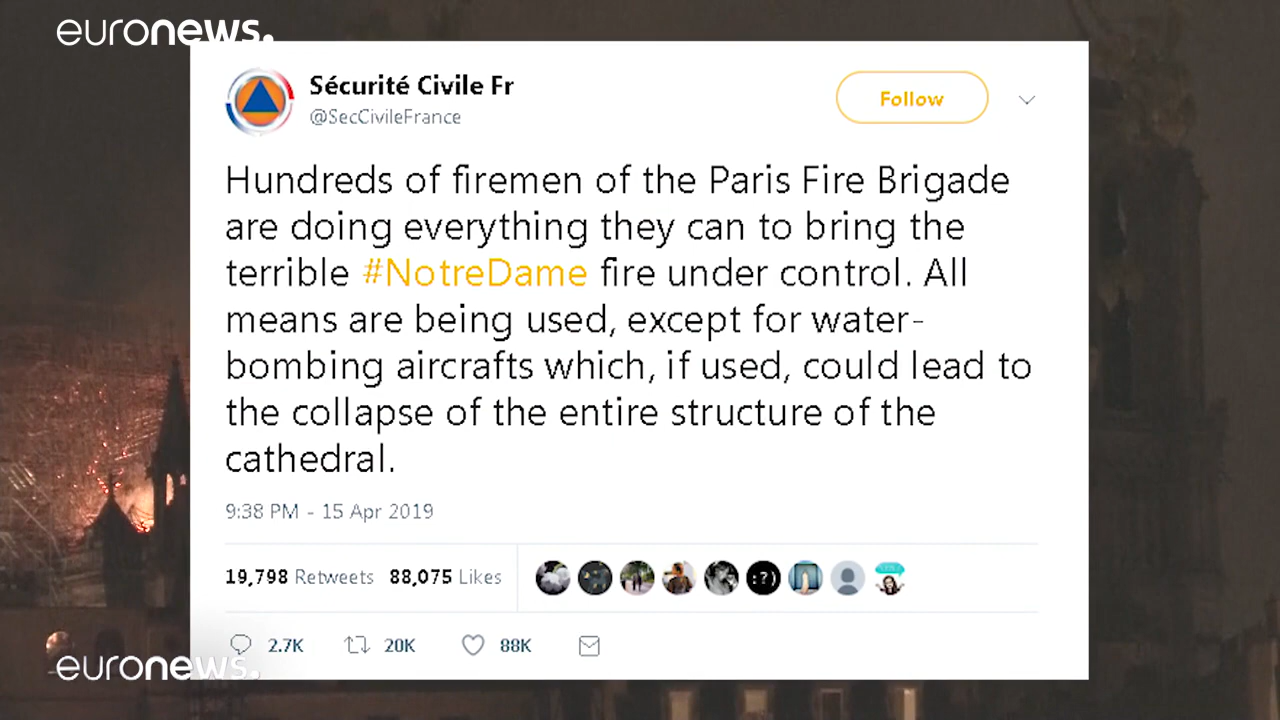 euronews.
Sécurité Civile Fr
@SecCivileFrance
Follow
Hundreds of firemen of the Paris Fire Brigade
are doing everything they can to bring the
terrible #NotreDame fire under control. All
means are being used, except for water-
bombing aircrafts which, if used, could lead to
the collapse of the entire structure of the
cathedral.
9:38 PM - 15 Apr 2019
19,798 Retweets 88,075 Likes
:?)
2.7K 20K 88K
euronews.